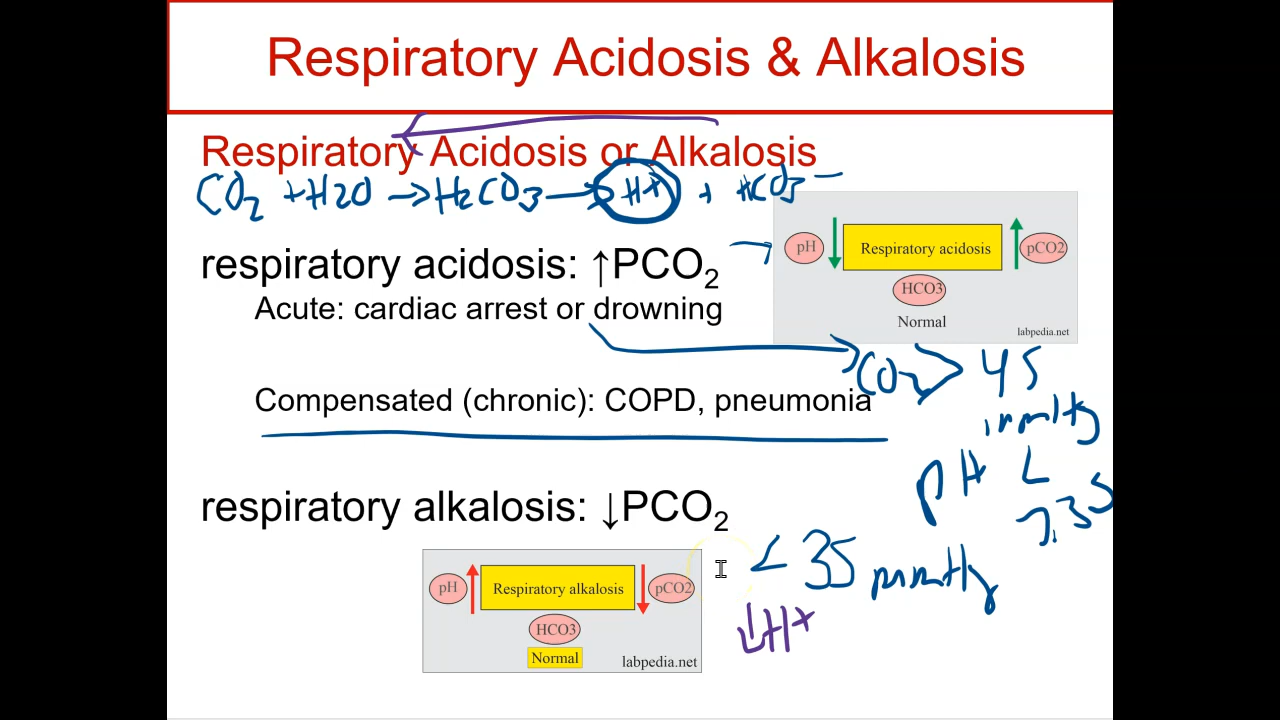 Respiratory Acidosis & Alkalosis
Respiratory Acidosis or Alkalosis
CO2 + H2O → H2CO3 → H+ + HCO3-
respiratory acidosis: ↑PCO2
Acute: cardiac arrest or drowning
pH ↓ Respiratory acidosis ↑ pCO2
HCO3
Normal
labpedia.net
CO2 > 45
mmHg
Compensated (chronic): COPD, pneumonia
pH <
7.35
respiratory alkalosis: ↓PCO2
< 35 mmHg
pH ↑ Respiratory alkalosis ↓ pCO2
HCO3
Normal
labpedia.net
↓H+